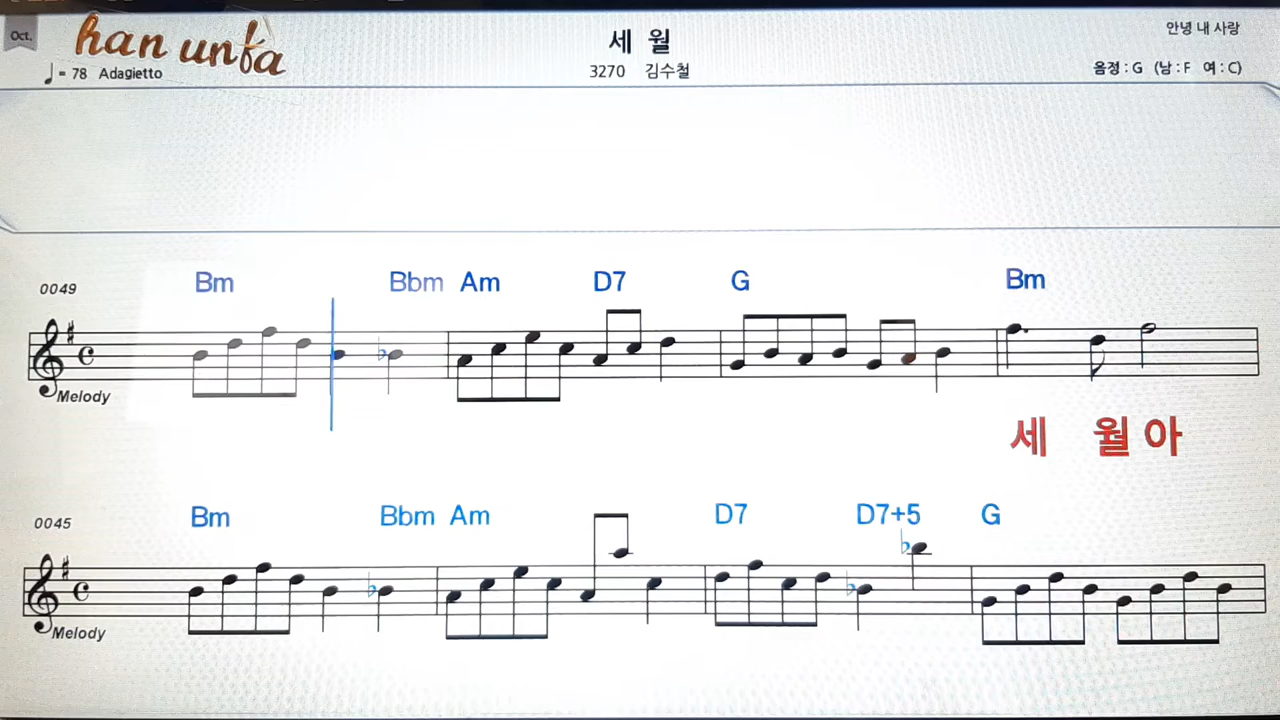 Oct.
han unfa
♩= 78 Adagietto
세 월
3270 김수철
안녕 내 사랑
음정 : G (남 : F 여 : C)
0049
Bm Bbm Am D7 G Bm
Melody
세 월 아
0045
Bm Bbm Am D7 D7+5 G
Melody